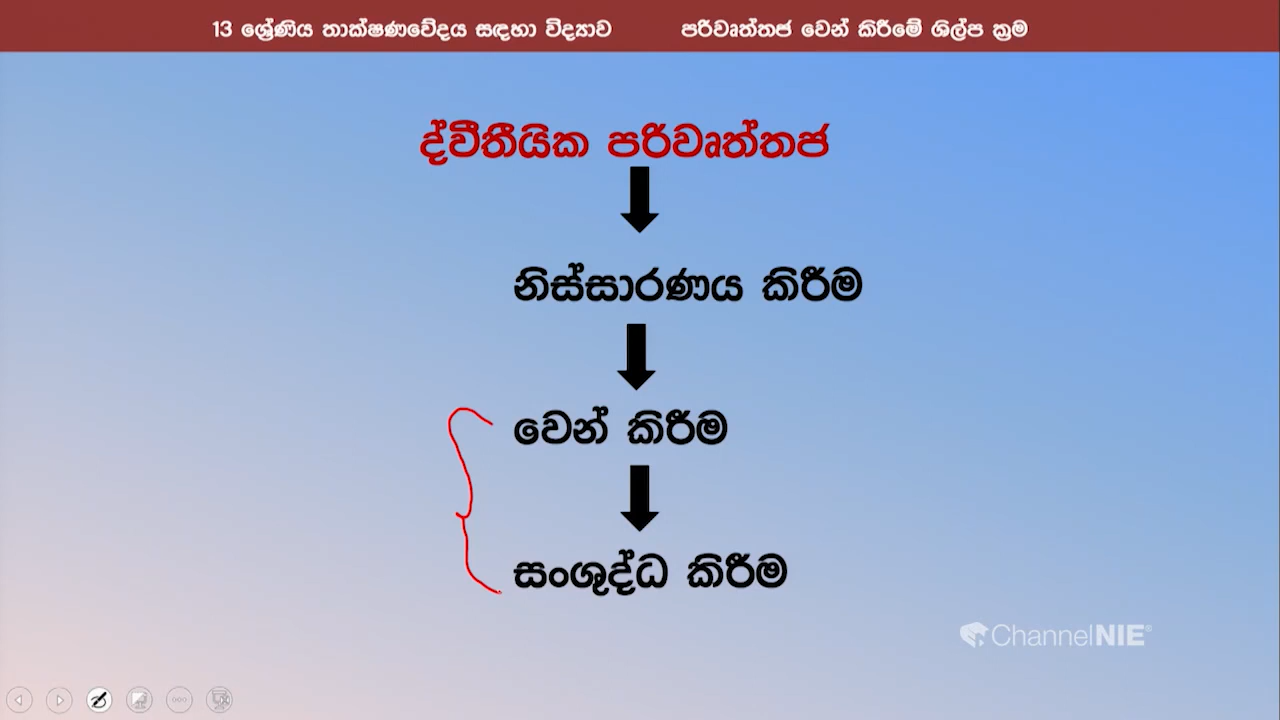 13 ශ්‍රේණිය තාක්ෂණවේදය සඳහා විද්‍යාව පරිවෘත්තජ වෙන් කිරීමේ ශිල්ප ක්‍රම
ද්වීතීයික පරිවෘත්තජ
නිස්සාරණය කිරීම
වෙන් කිරීම
සංශුද්ධ කිරීම
ChannelNIE®